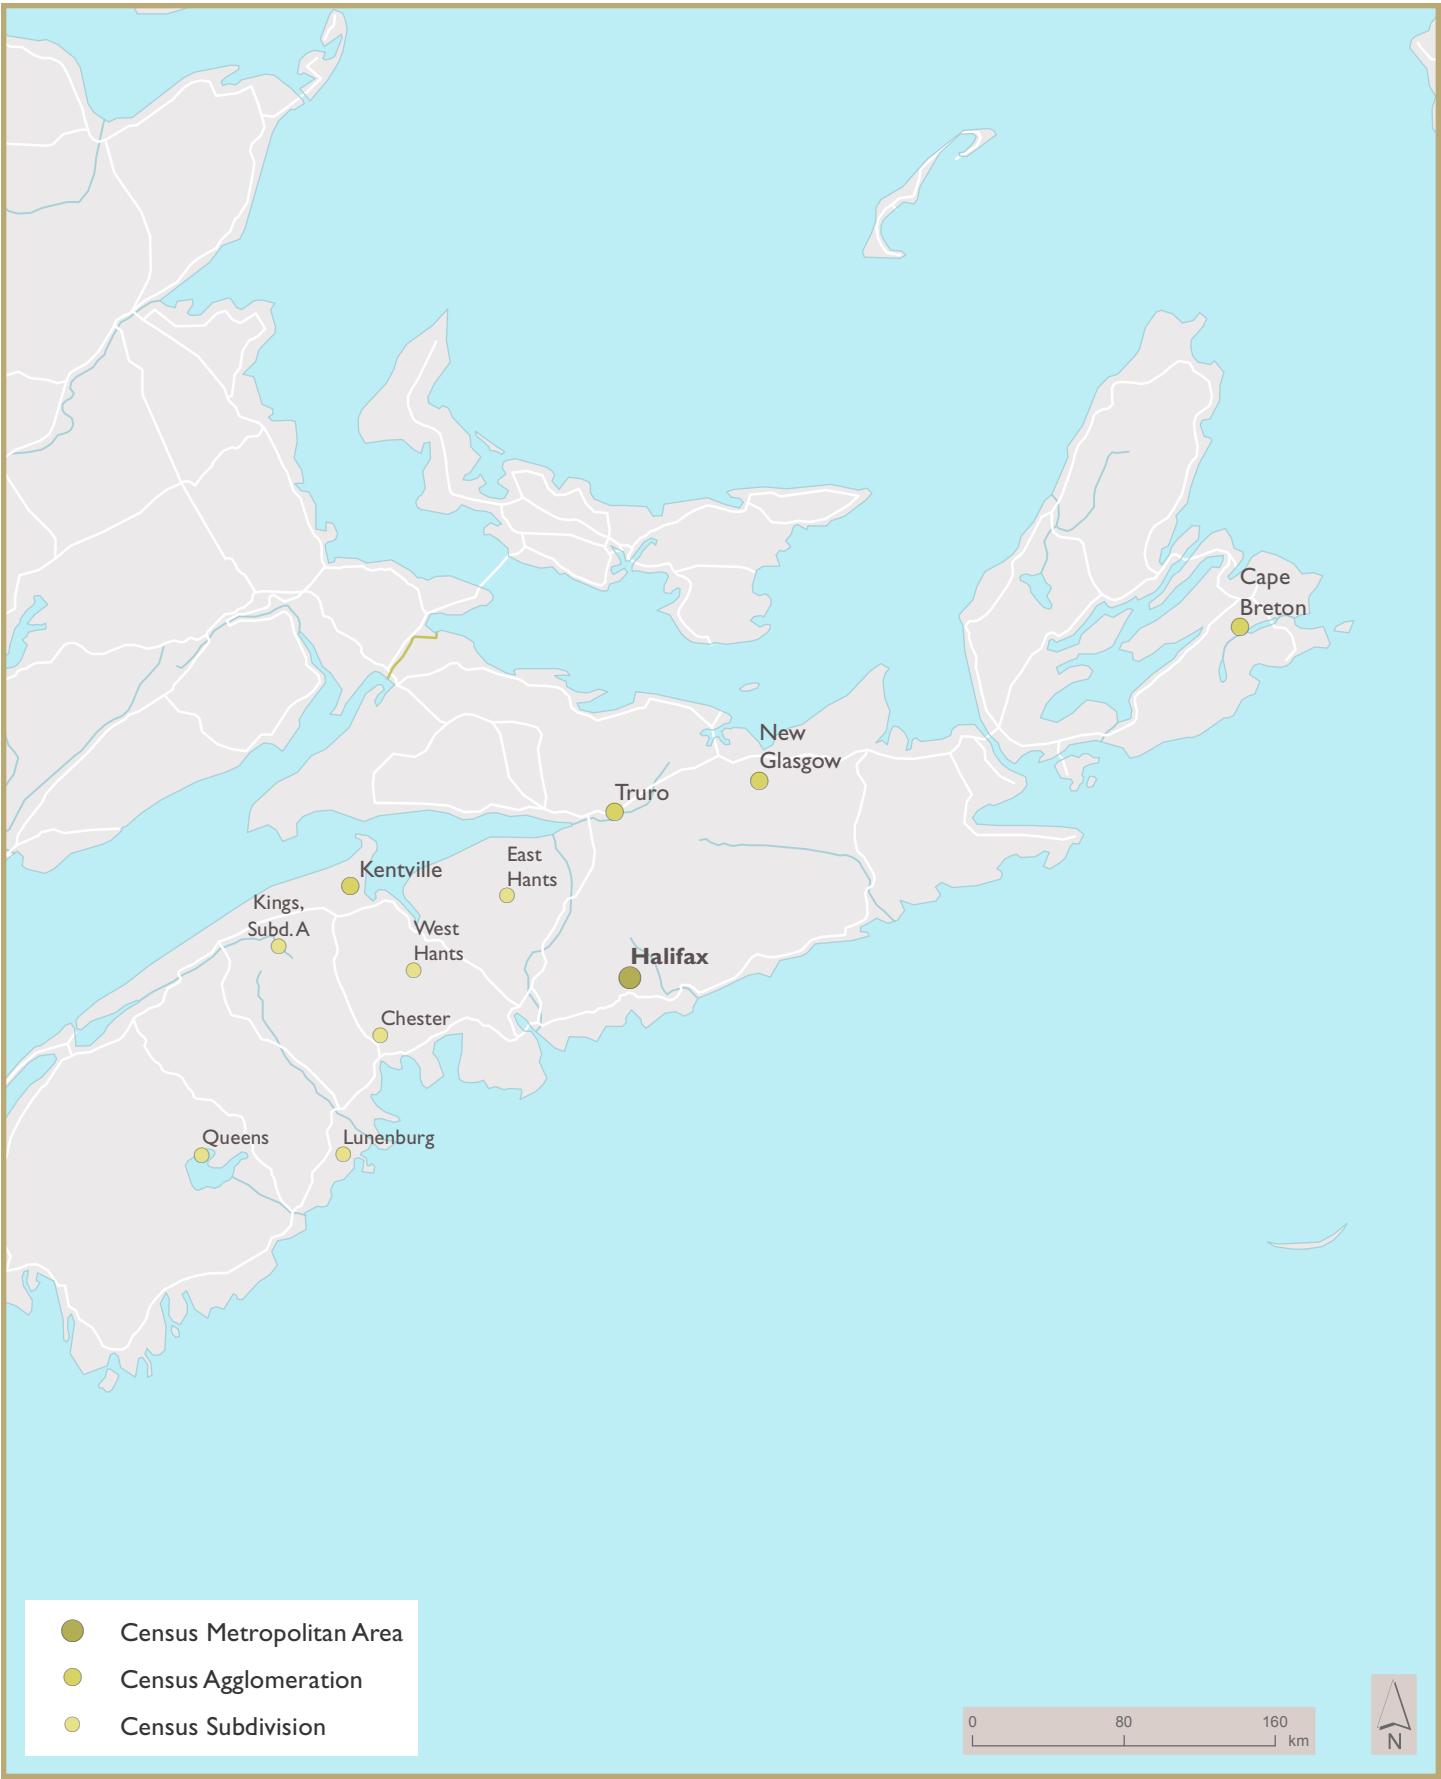 Cape
Breton
New
Glasgow
Truro
East
Hants
Kentville
Kings,
Subd. A
West
Hants
Halifax
Chester
Queens
Lunenburg
Census Metropolitan Area
Census Agglomeration
Census Subdivision
0 80 160
km
N